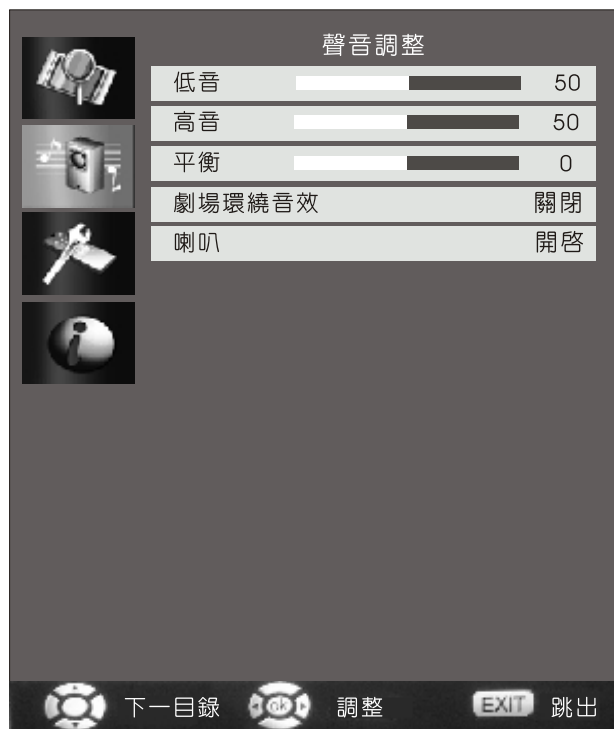 聲音調整
低音 50
高音 50
平衡 0
劇場環繞音效 關閉
喇叭 開啓
下一目錄 ok 調整 EXIT 跳出